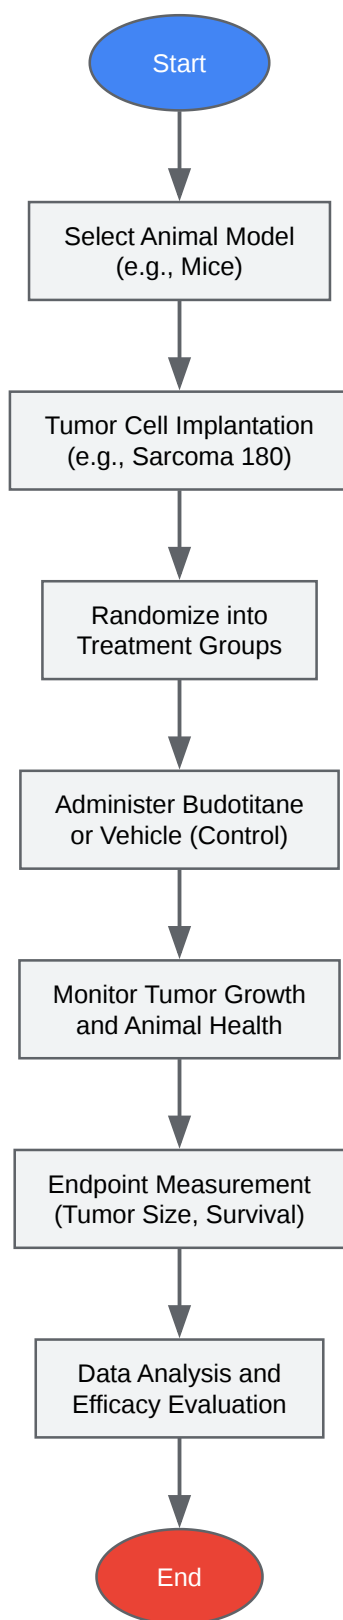 Start
Select Animal Model
(e.g., Mice)
Tumor Cell Implantation
(e.g., Sarcoma 180)
Randomize into
Treatment Groups
Administer Budotitane
or Vehicle (Control)
Monitor Tumor Growth
and Animal Health
Endpoint Measurement
(Tumor Size, Survival)
Data Analysis and
Efficacy Evaluation
End